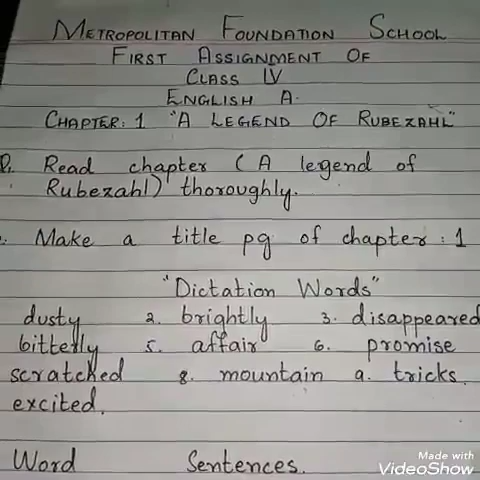 Metropolitan Foundation School
First Assignment Of
Class IV
English A.
Chapter: 1 "A Legend Of Rubezahl"
Read chapter (A legend of
Rubezahl) thoroughly.
Make a title pg of chapter : 1
"Dictation Words"
dusty 2. brightly 3. disappeared
bitterly 5. affair 6. promise
scratched 8. mountain 9. tricks
excited.
Word Sentences.
Made with
VideoShow